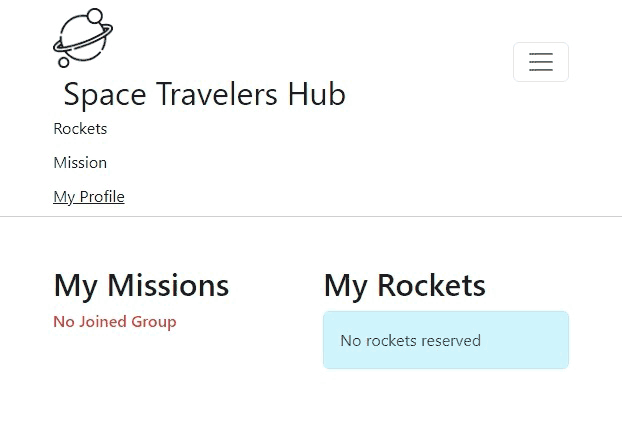 Space Travelers Hub
Rockets
Mission
My Profile
My Missions
No Joined Group
My Rockets
No rockets reserved